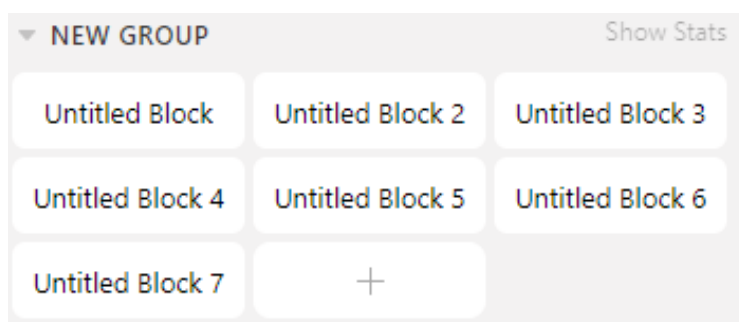 NEW GROUP Show Stats
Untitled Block Untitled Block 2 Untitled Block 3
Untitled Block 4 Untitled Block 5 Untitled Block 6
Untitled Block 7 +